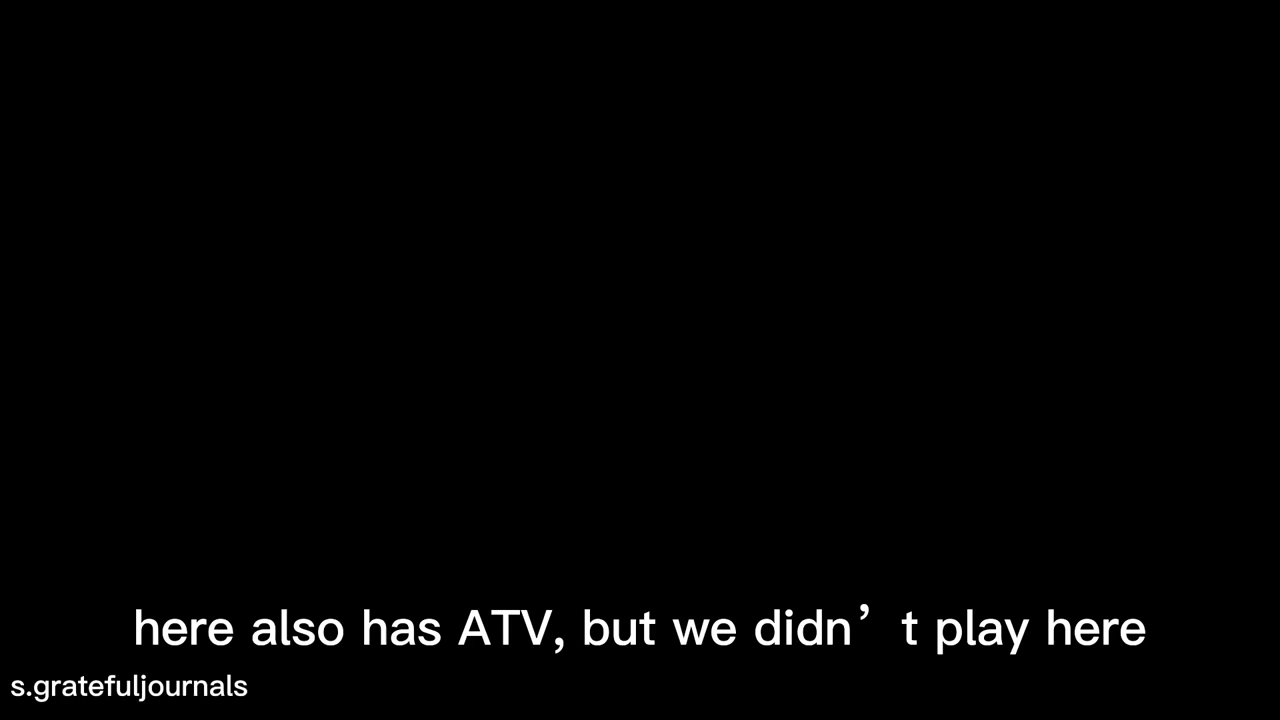 here also has ATV, but we didn’t play here
s.gratefuljournals